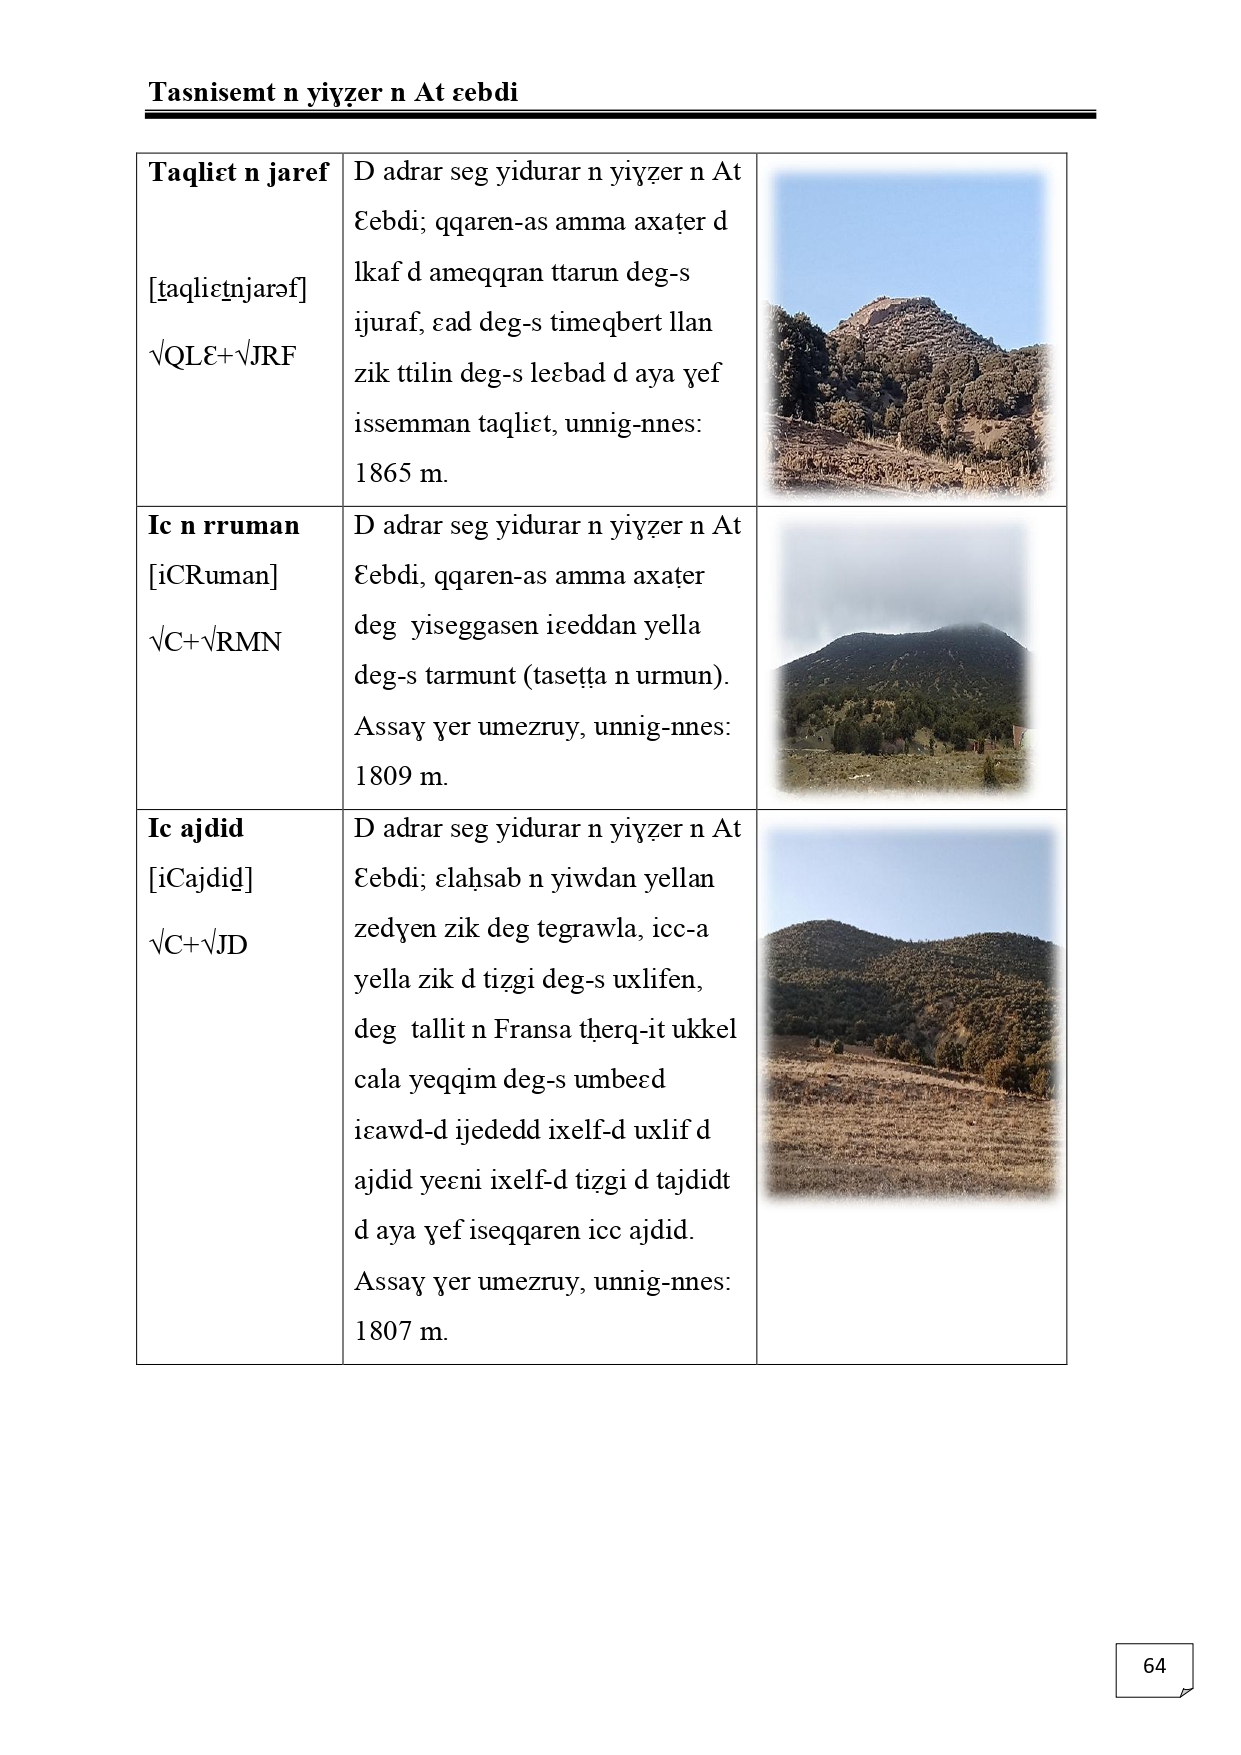 Tasnisemt n yiɣẓer n At ɛebdi
Taqliɛt n jaref
[ṯaqliɛṯnjarəf]
√QLƐ+√JRF
D adrar seg yidurar n yiɣẓer n At
Ɛebdi; qqaren-as amma axaṭer d
lkaf d ameqqran ttarun deg-s
ijuraf, ɛad deg-s timeqbert llan
zik ttilin deg-s leɛbad d aya ɣef
issemman taqliɛt, unnig-nnes:
1865 m.
Ic n rruman
[iCRuman]
√C+√RMN
D adrar seg yidurar n yiɣẓer n At
Ɛebdi, qqaren-as amma axaṭer
deg  yiseggasen iɛeddan yella
deg-s tarmunt (taseṭṭa n urmun).
Assaɣ ɣer umezruy, unnig-nnes:
1809 m.
Ic ajdid
[iCajdiḏ]
√C+√JD
D adrar seg yidurar n yiɣẓer n At
Ɛebdi; ɛlaḥsab n yiwdan yellan
zedɣen zik deg tegrawla, icc-a
yella zik d tiẓgi deg-s uxlifen,
deg  tallit n Fransa tḥerq-it ukkel
cala yeqqim deg-s umbeɛd
iɛawd-d ijededd ixelf-d uxlif d
ajdid yeɛni ixelf-d tiẓgi d tajdidt
d aya ɣef iseqqaren icc ajdid.
Assaɣ ɣer umezruy, unnig-nnes:
1807 m.
64